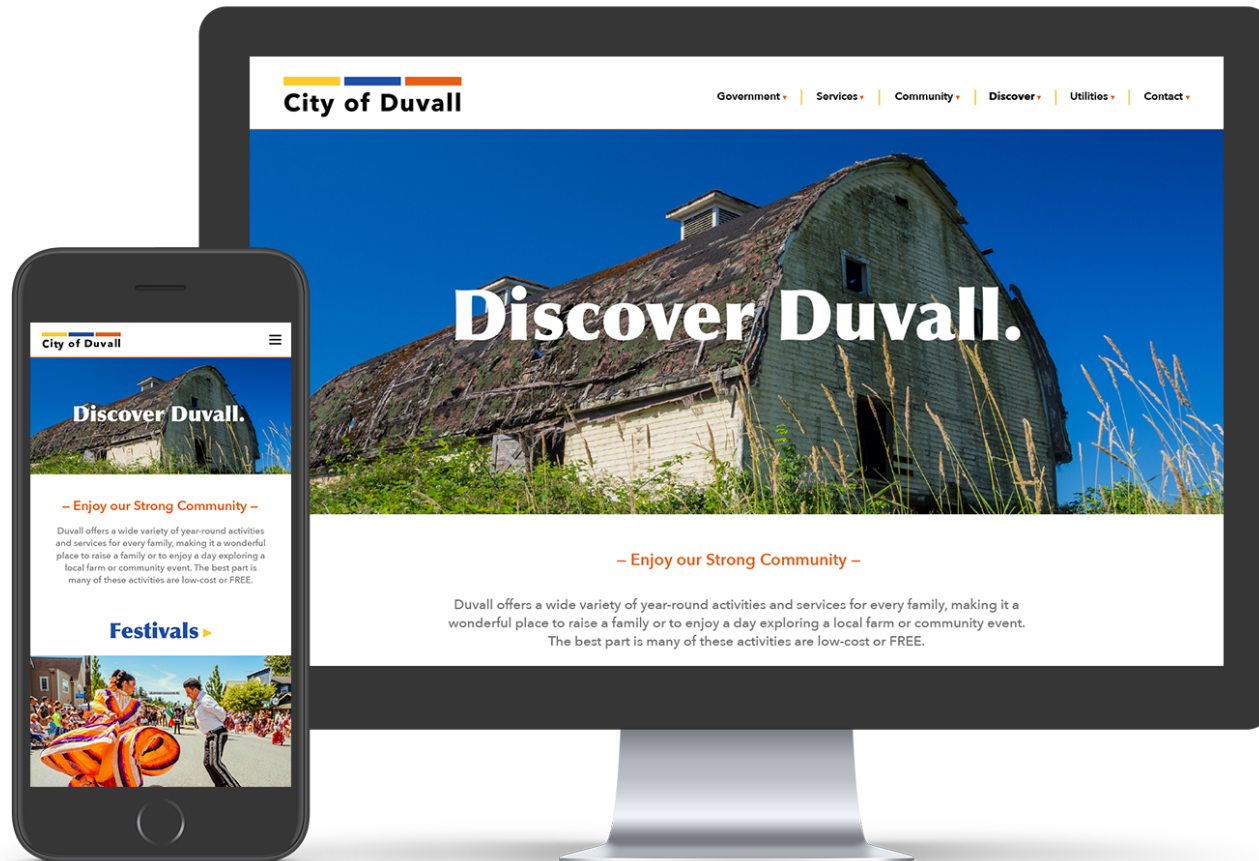 City of Duvall
Government Services Community Discover Utilities Contact
Discover Duvall.
– Enjoy our Strong Community –
Duvall offers a wide variety of year-round activities and services for every family, making it a
wonderful place to raise a family or to enjoy a day exploring a local farm or community event.
The best part is many of these activities are low-cost or FREE.
City of Duvall
Discover Duvall.
– Enjoy our Strong Community –
Duvall offers a wide variety of year-round activities
and services for every family, making it a wonderful
place to raise a family or to enjoy a day exploring a
local farm or community event. The best part is
many of these activities are low-cost or FREE.
Festivals